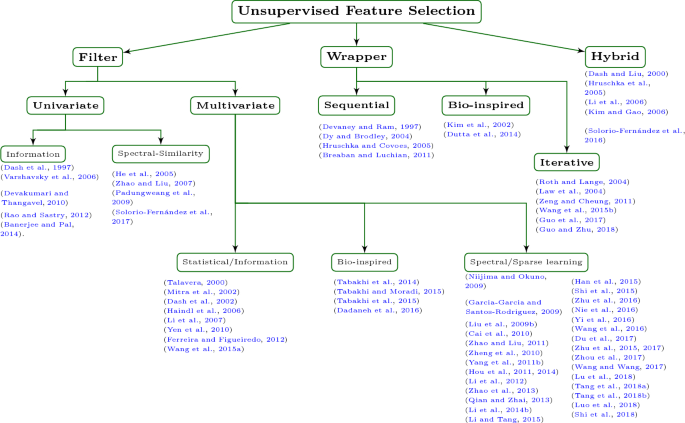 Unsupervised Feature Selection
Filter
Wrapper
Hybrid
(Dash and Liu, 2000)
(Hruschka et al.,
2005)
(Li et al., 2006)
(Kim and Gao, 2006)
(Solorio-Fernández et al.,
2016)
Univariate
Multivariate
Sequential
(Devaney and Ram, 1997)
(Dy and Brodley, 2004)
(Hruschka and Covoes, 2005)
(Breaban and Luchian, 2011)
Bio-inspired
(Kim et al., 2002)
(Dutta et al., 2014)
Iterative
(Roth and Lange, 2004)
(Law et al., 2004)
(Zeng and Cheung, 2011)
(Wang et al., 2015b)
(Guo et al., 2017)
(Guo and Zhu, 2018)
Information
(Dash et al., 1997)
(Varshavsky et al., 2006)
(Devakumari and
Thangavel, 2010)
(Rao and Sastry, 2012)
(Banerjee and Pal,
2014).
Spectral-Similarity
(He et al., 2005)
(Zhao and Liu, 2007)
(Padungweang et al.,
2009)
(Solorio-Fernández et al.,
2017)
Statistical/Information
(Talavera, 2000)
(Mitra et al., 2002)
(Dash et al., 2002)
(Haindl et al., 2006)
(Li et al., 2007)
(Yen et al., 2010)
(Ferreira and Figueiredo, 2012)
(Wang et al., 2015a)
Bio-inspired
(Tabakhi et al., 2014)
(Tabakhi and Moradi, 2015)
(Tabakhi et al., 2015)
(Dadaneh et al., 2016)
Spectral/Sparse learning
(Niijima and Okuno,
2009)
(Garcia-Garcia and
Santos-Rodriguez, 2009)
(Liu et al., 2009b)
(Cai et al., 2010)
(Zhao and Liu, 2011)
(Zheng et al., 2010)
(Yang et al., 2011b)
(Hou et al., 2011, 2014)
(Li et al., 2012)
(Zhao et al., 2013)
(Qian and Zhai, 2013)
(Li et al., 2014b)
(Li and Tang, 2015)
(Han et al., 2015)
(Shi et al., 2015)
(Zhu et al., 2016)
(Nie et al., 2016)
(Yi et al., 2016)
(Wang et al., 2016)
(Du et al., 2017)
(Zhu et al., 2015, 2017)
(Zhou et al., 2017)
(Wang and Wang, 2017)
(Lu et al., 2018)
(Tang et al., 2018a)
(Tang et al., 2018b)
(Luo et al., 2018)
(Shi et al., 2018)